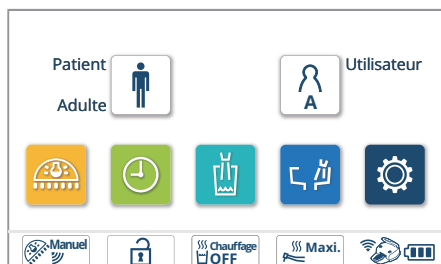 Patient
Utilisateur
Adulte
A
Manuel
Chauffage
OFF
Maxi.